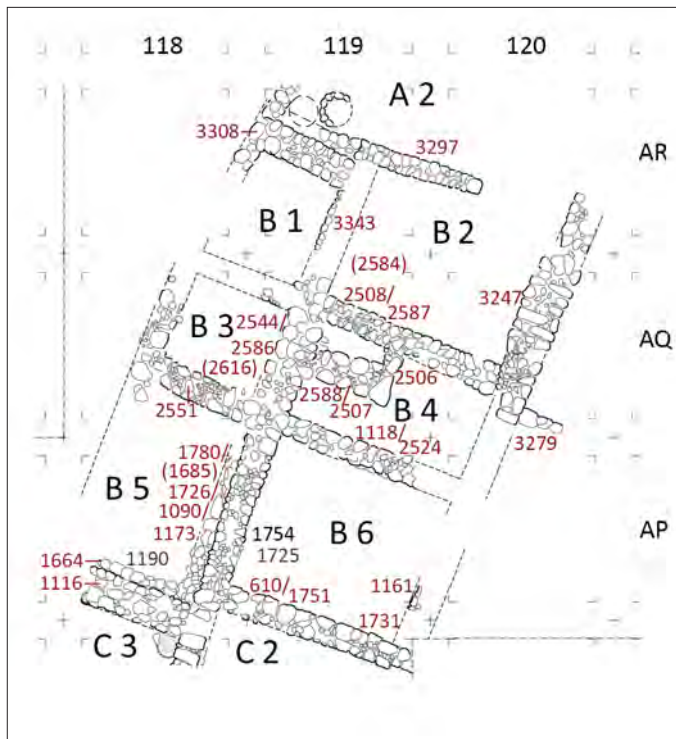 118 119 120
A 2
3308
3297
AR
3343
B 1
B 2
(2584)
2508/
2587
3247
B 3
2544
2586
(2616)
AQ
2506
2588/
2507
B 4
2551
1118/
2524
3279
1780/
(1685)
1726/
1090/
1173
B 5
1754
1725
B 6
AP
1664
1190
1116
610/
1751
1161
1731
C 3
C 2